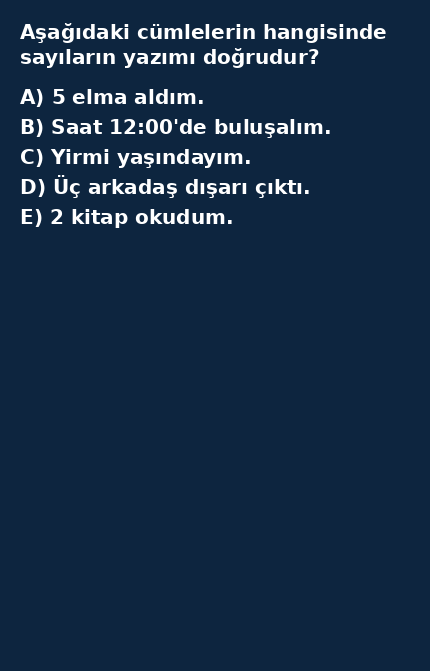 Aşağıdaki cümlelerin hangisinde
sayıların yazımı doğrudur?
A) 5 elma aldım.
B) Saat 12:00'de buluşalım.
C) Yirmi yaşındayım.
D) Üç arkadaş dışarı çıktı.
E) 2 kitap okudum.